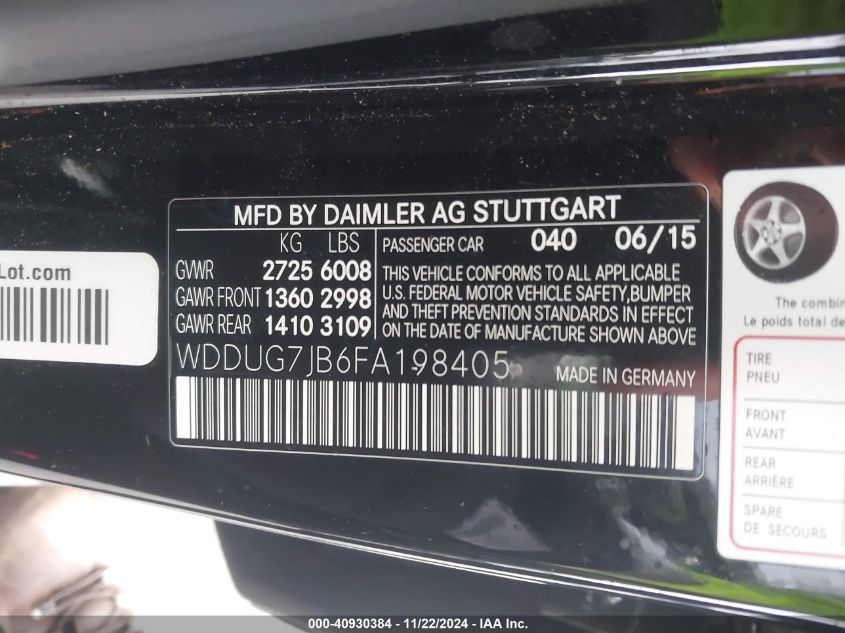 MFD BY DAIMLER AG STUTTGART
KG LBS
GVWR 2725 6008
GAWR FRONT 1360 2998
GAWR REAR 1410 3109
PASSENGER CAR 040 06/15
THIS VEHICLE CONFORMS TO ALL APPLICABLE
U.S. FEDERAL MOTOR VEHICLE SAFETY, BUMPER
AND THEFT PREVENTION STANDARDS IN EFFECT
ON THE DATE OF MANUFACTURE SHOWN ABOVE
WDDUG7JB6FA198405
MADE IN GERMANY
Lot.com
The combin
Le poids total de
TIRE
PNEU
FRONT
AVANT
REAR
ARRIÈRE
SPARE
DE SECOURS
000-40930384 - 11/22/2024 - IAA Inc.